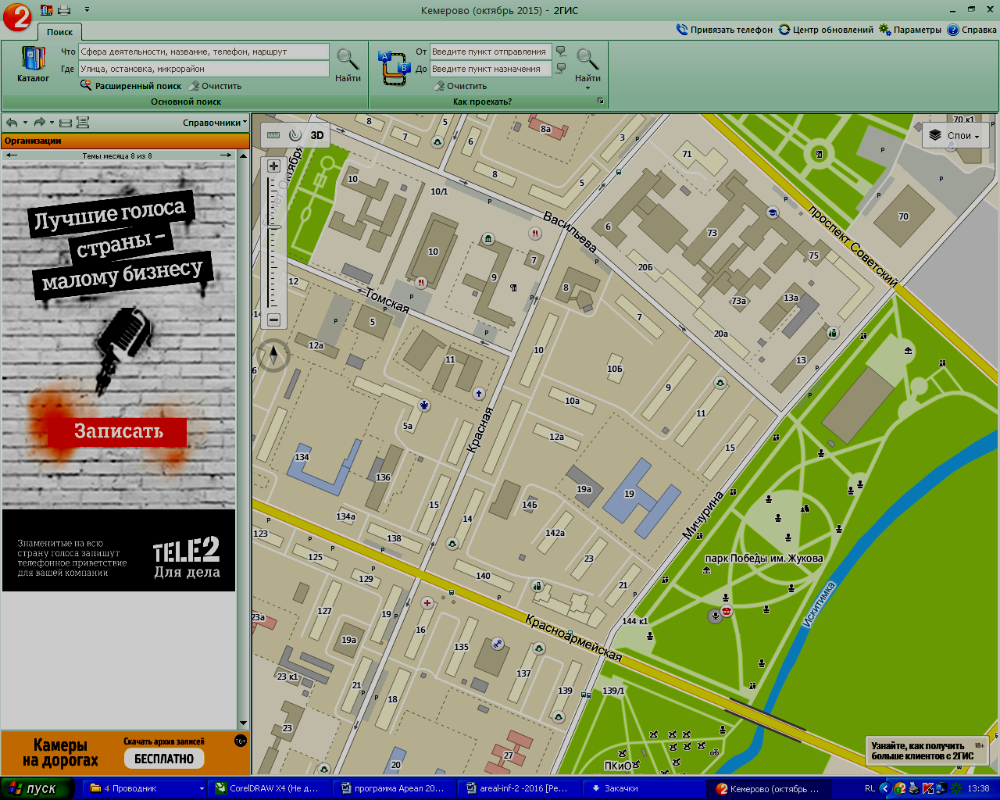 Кемерово (октябрь 2015) - 2ГИС
Поиск
Привязать телефон
Центр обновлений
Параметры
Справка
Что
Сфера деятельности, название, телефон, маршрут
Где
Улица, остановка, микрорайон
Каталог
Расширенный поиск
Очистить
Найти
Основной поиск
От
Введите пункт отправления
До
Введите пункт назначения
Очистить
Найти
Как проехать?
Справочники
Организации
Темы месяца 8 из 8
Лучшие голоса
страны –
малому бизнесу
Записать
Знаменитые на всю
страну голоса запишут
телефонное приветствие
для вашей компании
TELE2
Для дела
Камеры
на дорогах
Скачать архив записей
БЕСПЛАТНО
16+
3D
Слои
8
7
5
6
8а
3
70 к1
71
8
5
10
10/1
Васильева
6
73
70
проспект Советский
75
10
9
7
20Б
8
73а
13а
12
Томская
5
7
20а
12а
11
10
10Б
13
9
10а
11
5а
Красная
12а
15
134
136
19а
19
15
14
14Б
Мичурина
134а
138
142а
123
125
23
парк Победы им. Жукова
129
140
21
Искитимка
127
19
16
144 к1
23а
Красноармейская
19а
135
23 к1
137
21
18
139
139/1
23
20
27
ПКиО
Узнайте, как получить
больше клиентов с 2ГИС
18+
пуск
4 Проводник
CorelDRAW X4 (Не д...
программа Ареал 20...
areal-inf-2 -2016 [Ре...
Закачки
Кемерово (октябрь ...
RL
13:38